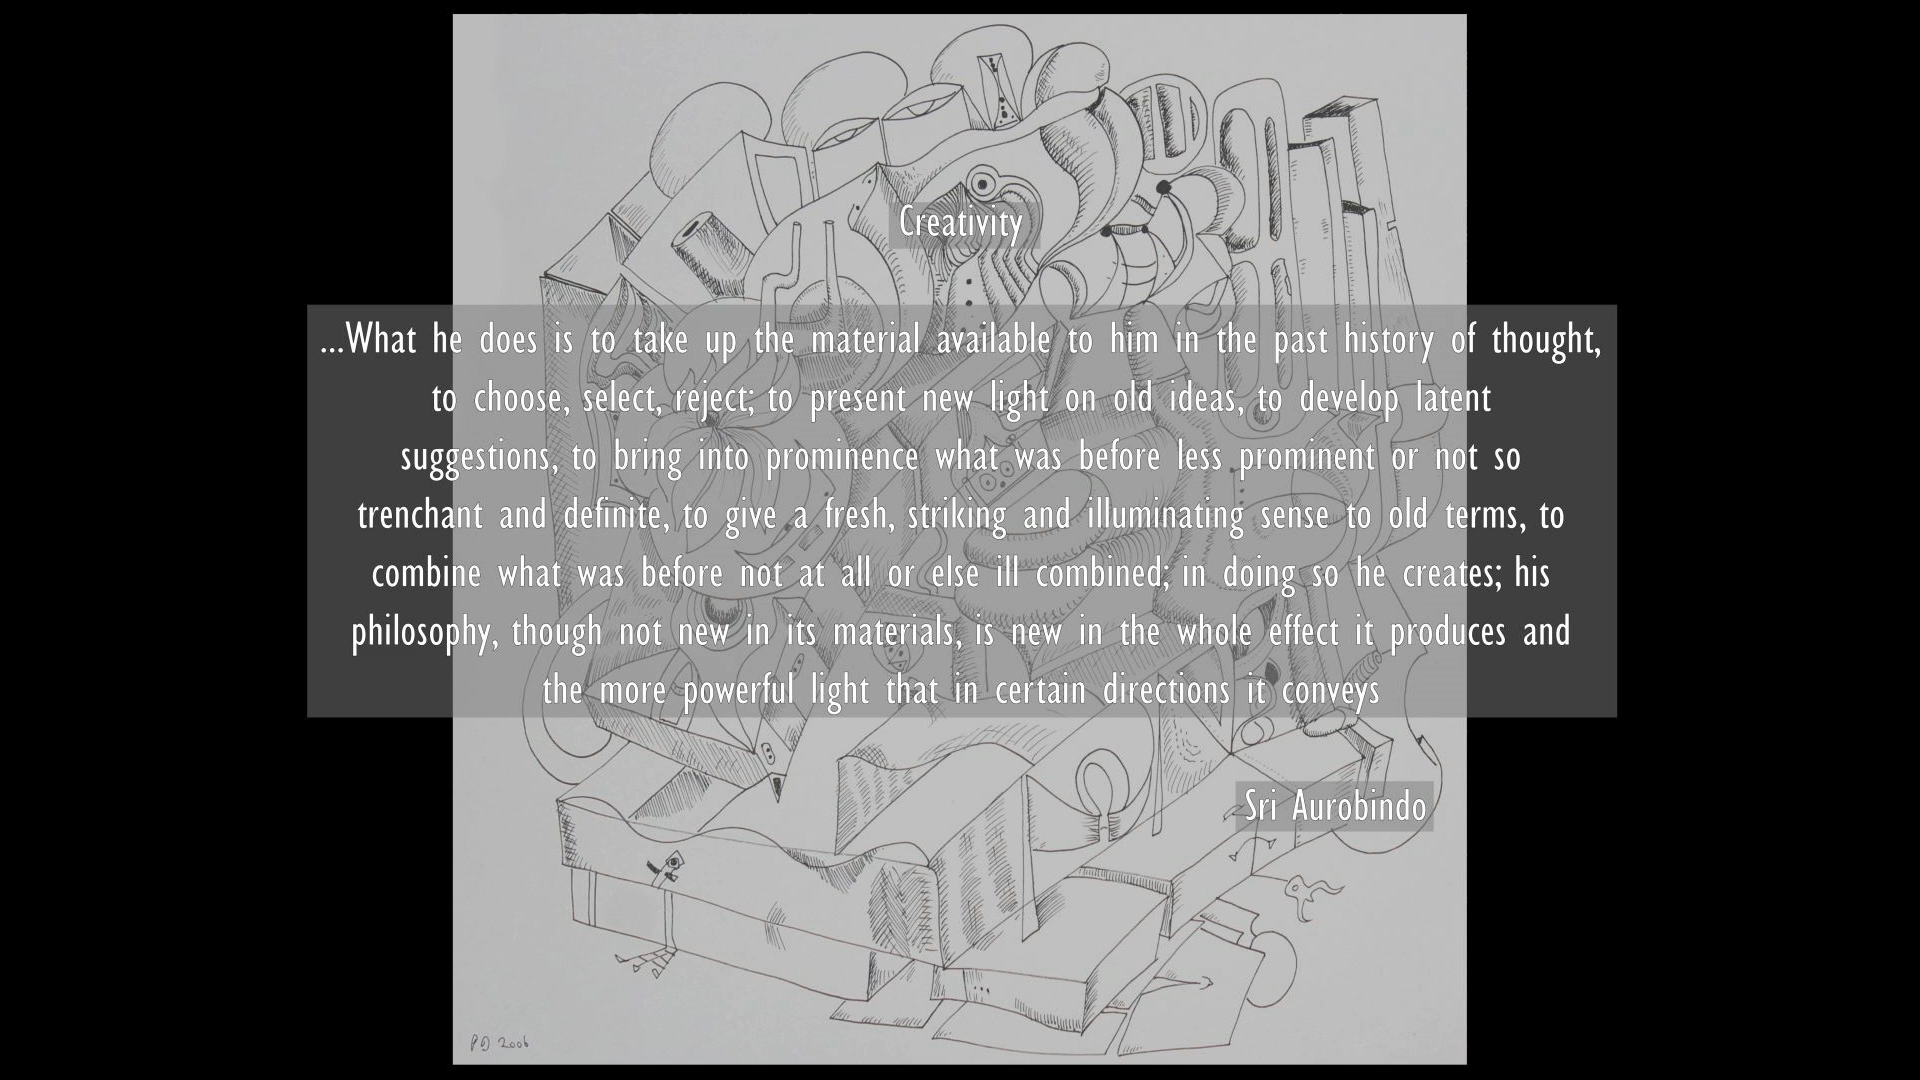 Creativity
...What he does is to take up the material available to him in the past history of thought,
to choose, select, reject; to present new light on old ideas, to develop latent
suggestions, to bring into prominence what was before less prominent or not so
trenchant and definite, to give a fresh, striking and illuminating sense to old terms, to
combine what was before not at all or else ill combined; in doing so he creates; his
philosophy, though not new in its materials, is new in the whole effect it produces and
the more powerful light that in certain directions it conveys
Sri Aurobindo
PD 2006